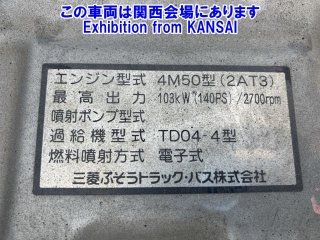 この車両は関西会場にあります
Exhibition from KANSAI
エンジン型式 4M50型(2AT3)
最高出力 103kW{140PS}/2700rpm
噴射ポンプ型式
過給機型式 TD04-4型
燃料噴射方式 電子式
三菱ふそうトラック・バス株式会社